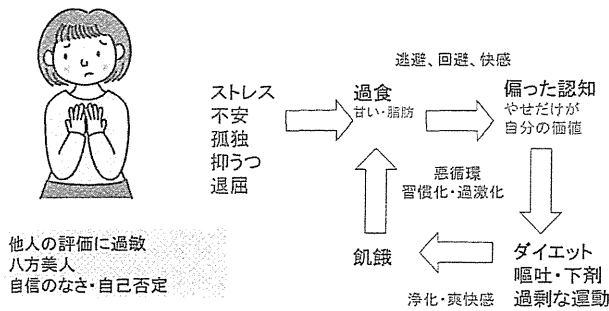 逃避、回避、快感
ストレス
不安
孤独
抑うつ
退屈
過食
甘い・脂肪
偏った認知
やせだけが
自分の価値
悪循環
習慣化・過激化
飢餓
ダイエット
嘔吐・下剤
過剰な運動
浄化・爽快感
他人の評価に過敏
八方美人
自信のなさ・自己否定